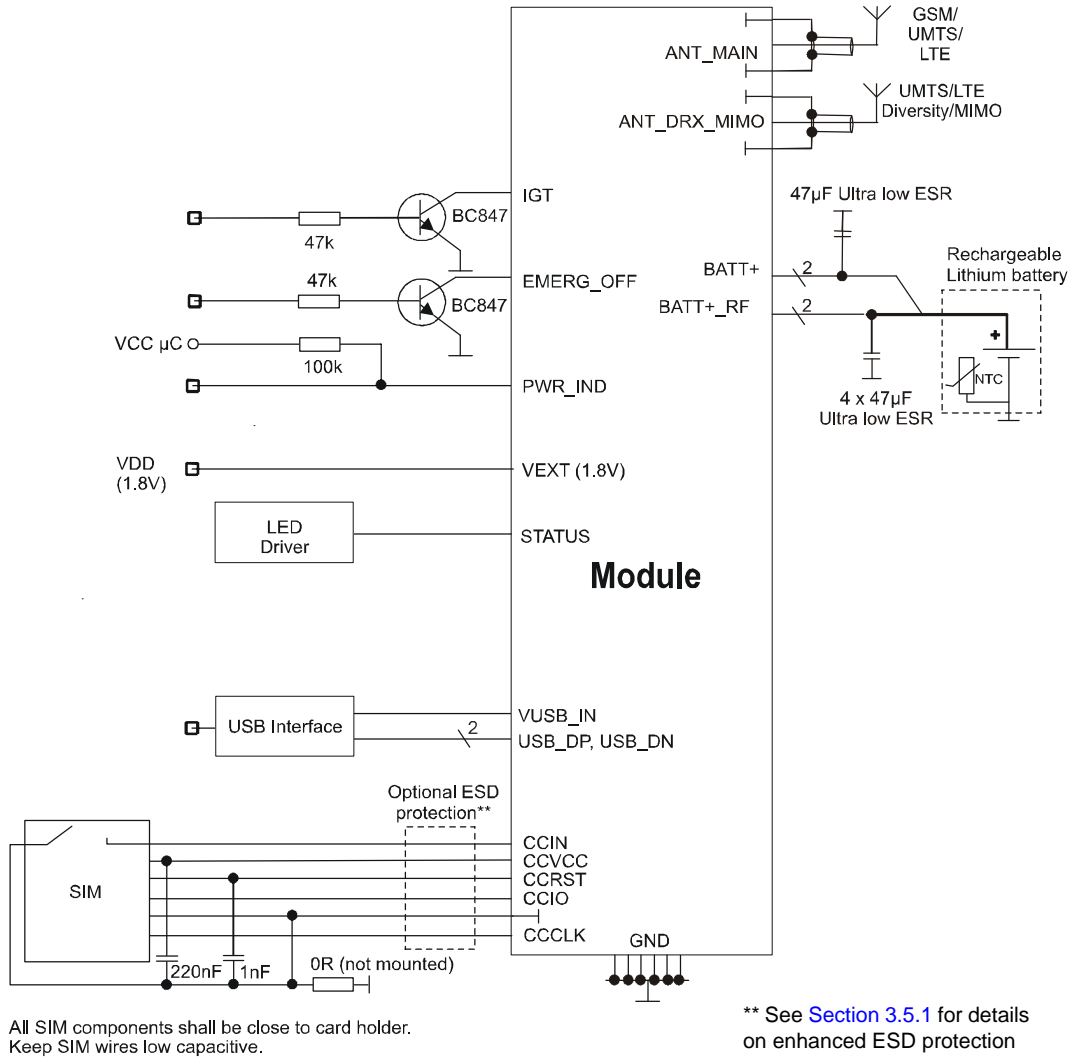 GSM/
UMTS/
LTE
ANT_MAIN
UMTS/LTE
Diversity/MIMO
ANT_DRX_MIMO
IGT
BC847
47k
47µF Ultra low ESR
47k
EMERG_OFF
BC847
BATT+
2
Rechargeable
Lithium battery
BATT+_RF
2
VCC µC
100k
PWR_IND
+
NTC
4 x 47µF
Ultra low ESR
VDD
(1.8V)
VEXT (1.8V)
LED
Driver
STATUS
Module
USB Interface
VUSB_IN
2
USB_DP, USB_DN
Optional ESD
protection**
SIM
CCIN
CCVCC
CCRST
CCIO
CCCLK
GND
220nF
1nF
0R (not mounted)
All SIM components shall be close to card holder.
Keep SIM wires low capacitive.
** See Section 3.5.1 for details
on enhanced ESD protection